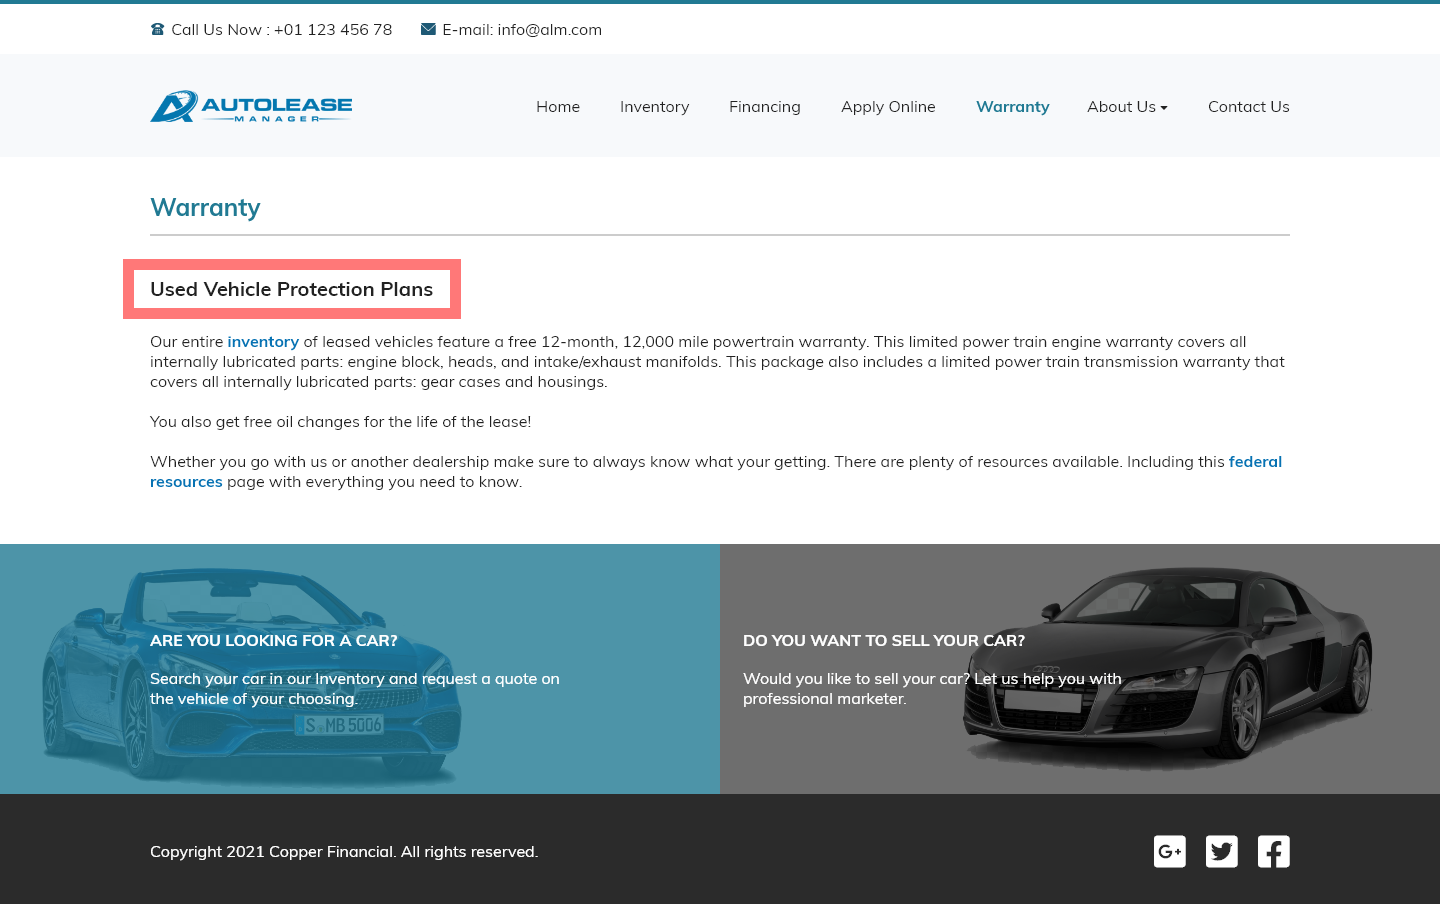 Call Us Now : +01 123 456 78
E-mail: info@alm.com
AUTOLEASE
MANAGER
Home
Inventory
Financing
Apply Online
Warranty
About Us
Contact Us
Warranty
Used Vehicle Protection Plans
Our entire inventory of leased vehicles feature a free 12-month, 12,000 mile powertrain warranty. This limited power train engine warranty covers all
internally lubricated parts: engine block, heads, and intake/exhaust manifolds. This package also includes a limited power train transmission warranty that
covers all internally lubricated parts: gear cases and housings.
You also get free oil changes for the life of the lease!
Whether you go with us or another dealership make sure to always know what your getting. There are plenty of resources available. Including this federal
resources page with everything you need to know.
ARE YOU LOOKING FOR A CAR?
Search your car in our Inventory and request a quote on
the vehicle of your choosing.
S MB 5006
DO YOU WANT TO SELL YOUR CAR?
Would you like to sell your car? Let us help you with
professional marketer.
Copyright 2021 Copper Financial. All rights reserved.